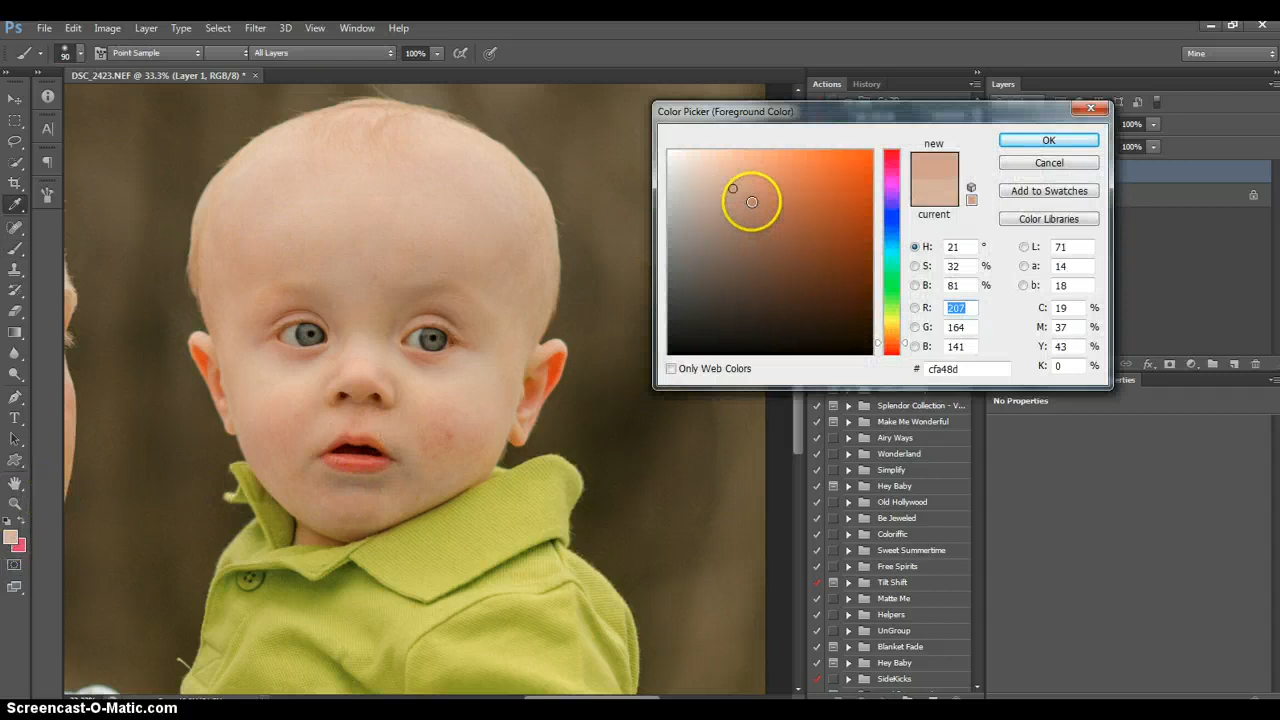 Ps File Edit Image Layer Type Select Filter 3D View Window Help
90 Point Sample All Layers 100% Mine
DSC_2423.NEF @ 33.3% (Layer 1, RGB/8) * ×
Actions History Layers
100%
100%
Color Picker (Foreground Color)
new
current
OK
Cancel
Add to Swatches
Color Libraries
H: 21 ° L: 71
S: 32 % a: 14
B: 81 % b: 18
R: 207 C: 19 %
G: 164 M: 37 %
B: 141 Y: 43 %
# cfa48d K: 0 %
Only Web Colors
No Properties
Splendor Collection - V...
Make Me Wonderful
Airy Ways
Wonderland
Simplify
Hey Baby
Old Hollywood
Be Jeweled
Coloriffic
Sweet Summertime
Free Spirits
Tilt Shift
Matte Me
Helpers
UnGroup
Blanket Fade
Hey Baby
SideKicks
Screencast-O-Matic.com